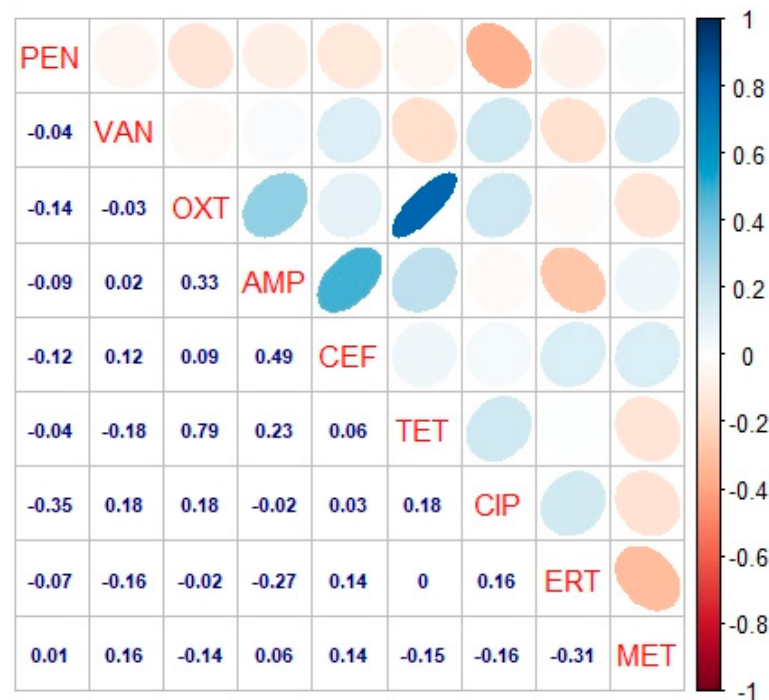 PEN
-0.04 VAN
-0.14 -0.03 OXT
-0.09 0.02 0.33 AMP
-0.12 0.12 0.09 0.49 CEF
-0.04 -0.18 0.79 0.23 0.06 TET
-0.35 0.18 0.18 -0.02 0.03 0.18 CIP
-0.07 -0.16 -0.02 -0.27 0.14 0 0.16 ERT
0.01 0.16 -0.14 0.06 0.14 -0.15 -0.16 -0.31 MET
1
0.8
0.6
0.4
0.2
0
-0.2
-0.4
-0.6
-0.8
-1